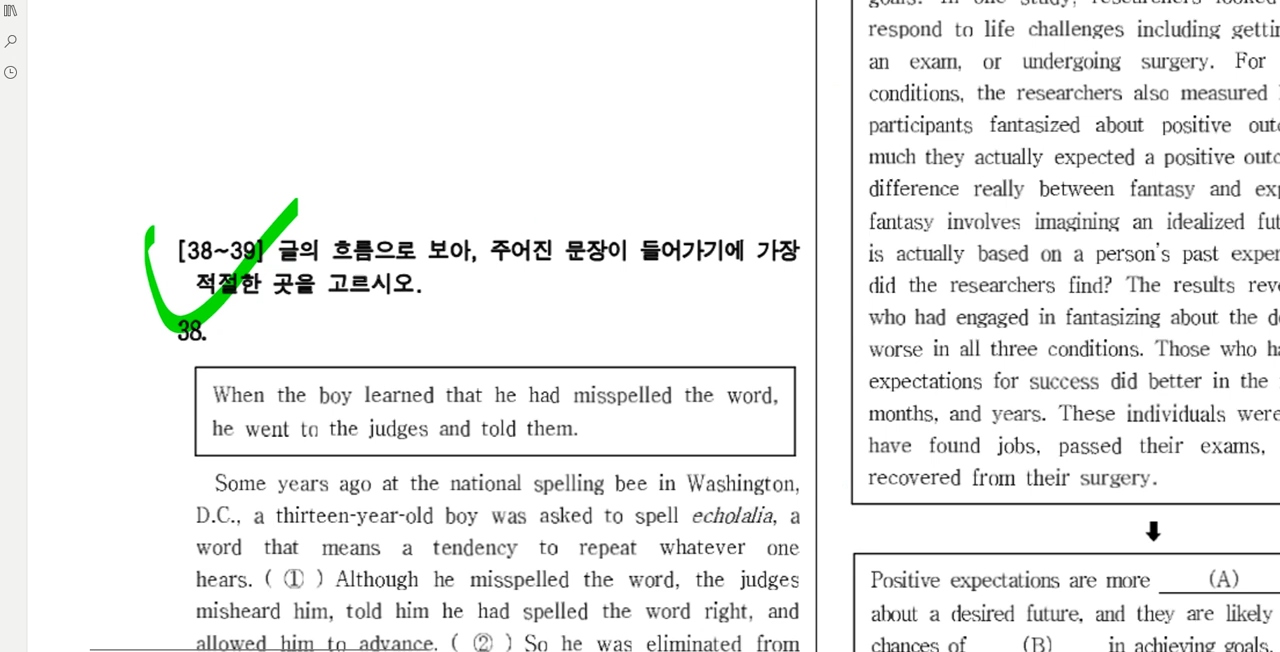 [38~39] 글의 흐름으로 보아, 주어진 문장이 들어가기에 가장
적절한 곳을 고르시오.
38.
When the boy learned that he had misspelled the word,
he went to the judges and told them.
Some years ago at the national spelling bee in Washington,
D.C., a thirteen-year-old boy was asked to spell echolalia, a
word that means a tendency to repeat whatever one
hears. ( ① ) Although he misspelled the word, the judges
misheard him, told him he had spelled the word right, and
allowed him to advance. ( ② ) So he was eliminated from
respond to life challenges including
an exam, or undergoing surgery. For
conditions, the researchers also measured
participants fantasized about positive
much they actually expected a positive
difference really between fantasy and
fantasy involves imagining an idealized
is actually based on a person's past
did the researchers find? The results
who had engaged in fantasizing about the
worse in all three conditions. Those who
expectations for success did better in the
months, and years. These individuals were
have found jobs, passed their exams,
recovered from their surgery.
Positive expectations are more (A)
about a desired future, and they are likely
chances of (B) in achieving goals.